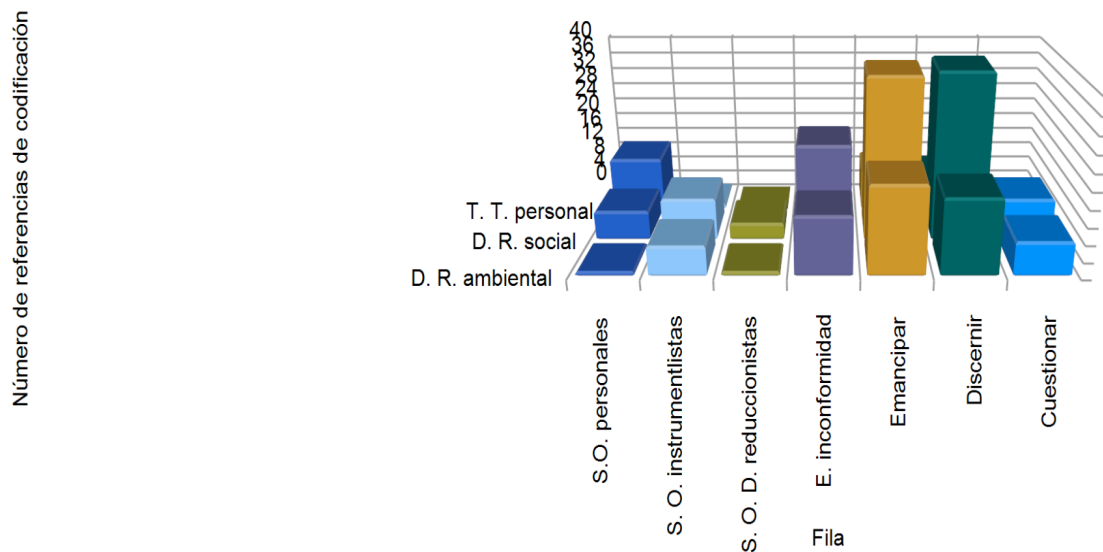 Número de referencias de codificación
40
36
32
28
24
20
16
12
8
4
0
T. T. personal
D. R. social
D. R. ambiental
S.O. personales
S. O. instrumentlistas
S. O. D. reduccionistas
E. inconformidad
Emancipar
Discernir
Cuestionar
Fila